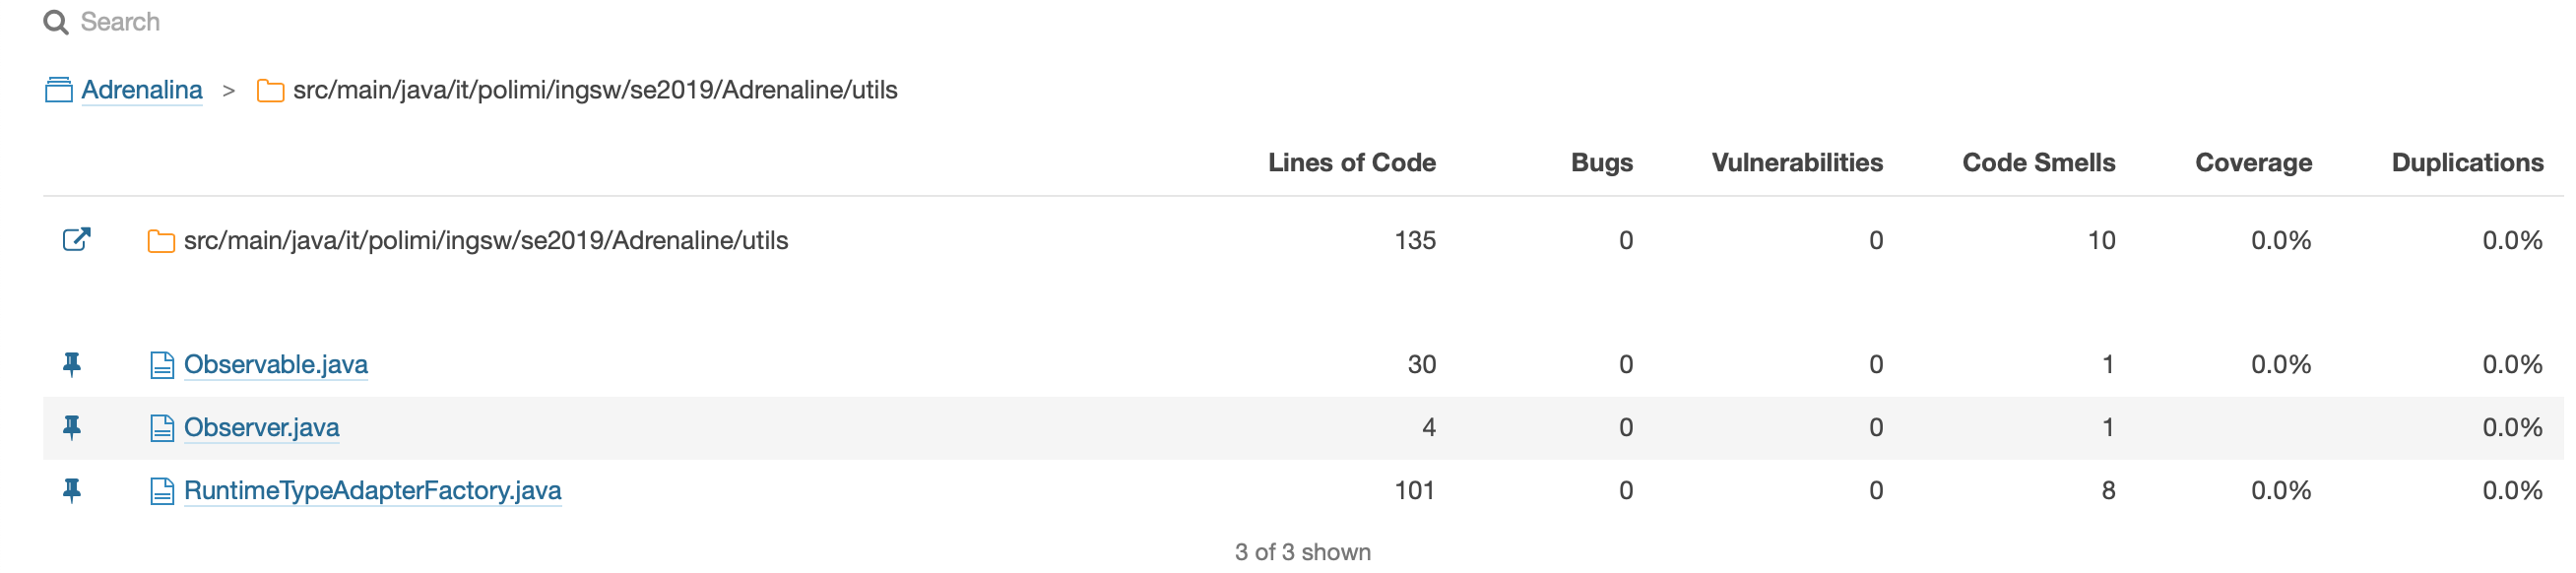 Search
Adrenalina > src/main/java/it/polimi/ingsw/se2019/Adrenaline/utils
Lines of Code Bugs Vulnerabilities Code Smells Coverage Duplications
src/main/java/it/polimi/ingsw/se2019/Adrenaline/utils 135 0 0 10 0.0% 0.0%
Observable.java 30 0 0 1 0.0% 0.0%
Observer.java 4 0 0 1 0.0%
RuntimeTypeAdapterFactory.java 101 0 0 8 0.0% 0.0%
3 of 3 shown